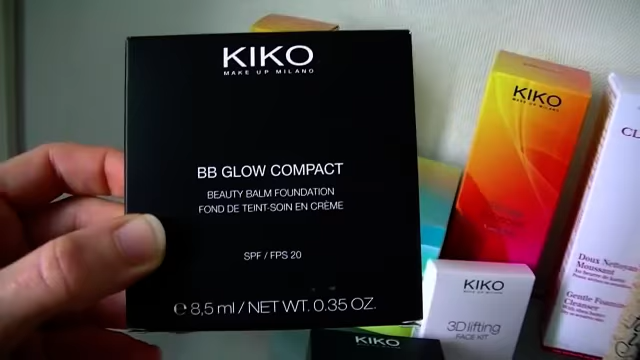 KIKO
MAKE UP MILANO
BB GLOW COMPACT
BEAUTY BALM FOUNDATION
FOND DE TEINT-SOIN EN CRÈME
SPF / FPS 20
℮ 8,5 ml / NET WT. 0.35 OZ.
KIKO
MAKE UP MILANO
KIKO
3D lifting
FACE KIT
KIKO
CL
Doux Nettoyant
Moussant
Gentle Foaming
Cleanser